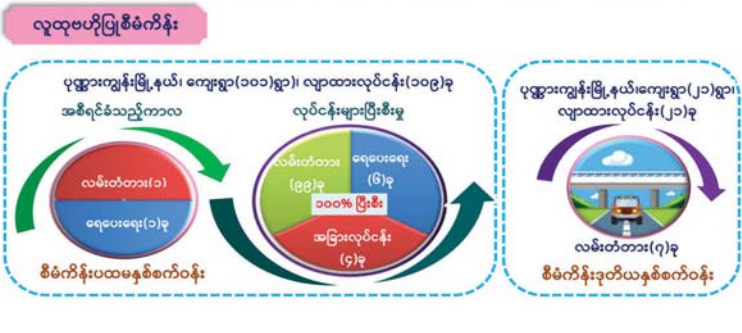 လူထုဗဟိုပြုစီမံကိန်း
ပုဏ္ဏားကျွန်းမြို့နယ်၊ ကျေးရွာ(၁၀၁)ရွာ)၊ လျာထားလုပ်ငန်း(၁၀၉)ခု
အစီရင်ခံသည့်ကာလ
လုပ်ငန်းများပြီးစီးမှု
လမ်းတံတား(၁)
ရေပေးရေး(၁)ခု
လမ်းတံတား
(၉၉)ခု
ရေပေးရေး
(၆)ခု
၁၀၀% ပြီးစီး
အခြားလုပ်ငန်း
(၄)ခု
စီမံကိန်းပထမနှစ်စက်ဝန်း
ပုဏ္ဏားကျွန်းမြို့နယ်၊ကျေးရွာ(၂၁)ရွာ၊
လျာထားလုပ်ငန်း(၂၁)ခု
လမ်းတံတား(၇)ခု
စီမံကိန်းဒုတိယနှစ်စက်ဝန်း